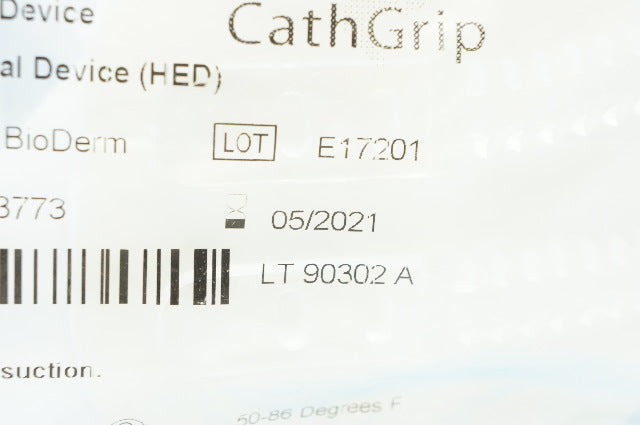 Device
CathGrip
al Device (HED)
BioDerm LOT E17201
3773
05/2021
LT 90302 A
suction.
50-86 Degrees F